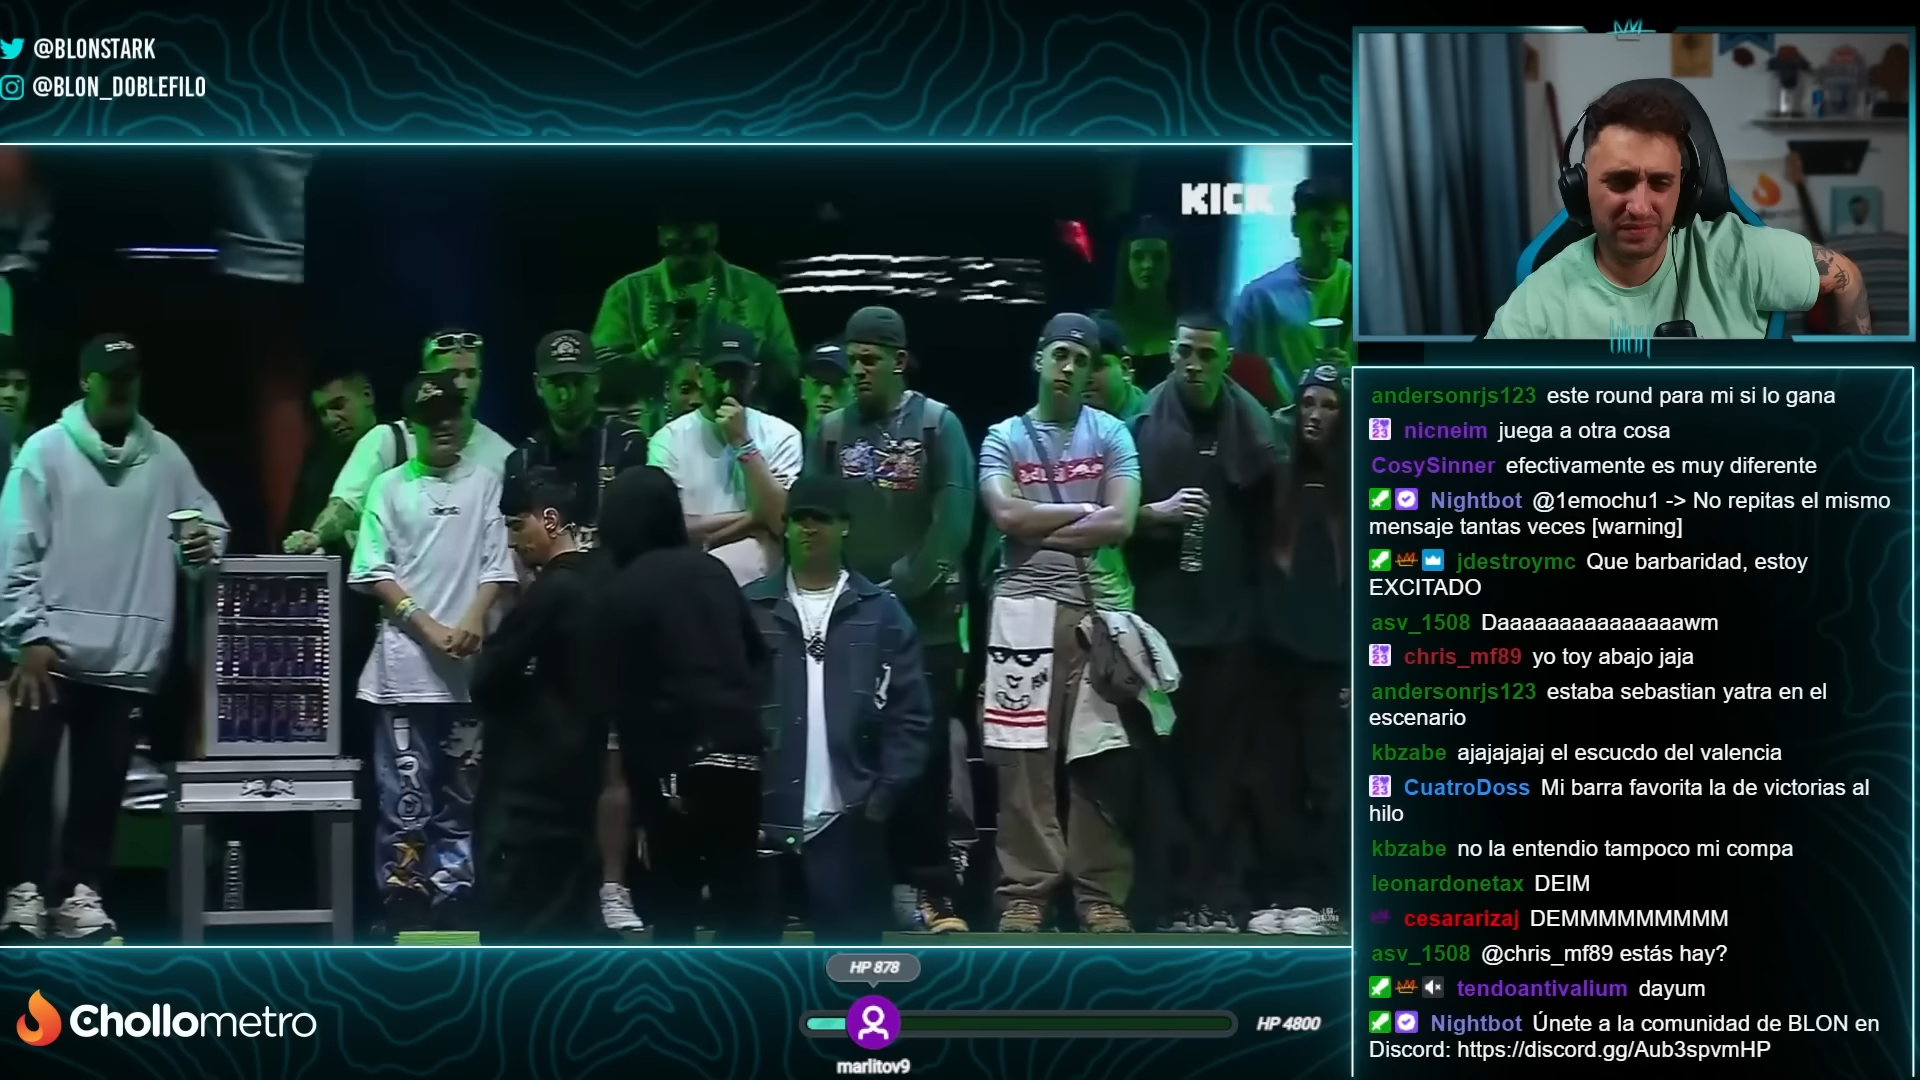 @BLONSTARK
@BLON_DOBLEFILO
KICK
andersonrjs123 este round para mi si lo gana
nicneim juega a otra cosa
CosySinner efectivamente es muy diferente
Nightbot @1emochu1 -> No repitas el mismo
mensaje tantas veces [warning]
jdestroymc Que barbaridad, estoy
EXCITADO
asv_1508 Daaaaaaaaaaaaaaawm
chris_mf89 yo toy abajo jaja
andersonrjs123 estaba sebastian yatra en el
escenario
kbzabe ajajajajaj el escucdo del valencia
CuatroDoss Mi barra favorita la de victorias al
hilo
kbzabe no la entendio tampoco mi compa
leonardonetax DEIM
cesararizaj DEMMMMMMMMM
asv_1508 @chris_mf89 estás hay?
tendoantivalium dayum
Nightbot Únete a la comunidad de BLON en
Discord: https://discord.gg/Aub3spvmHP
Chollometro
HP 878
HP 4800
marlitov9